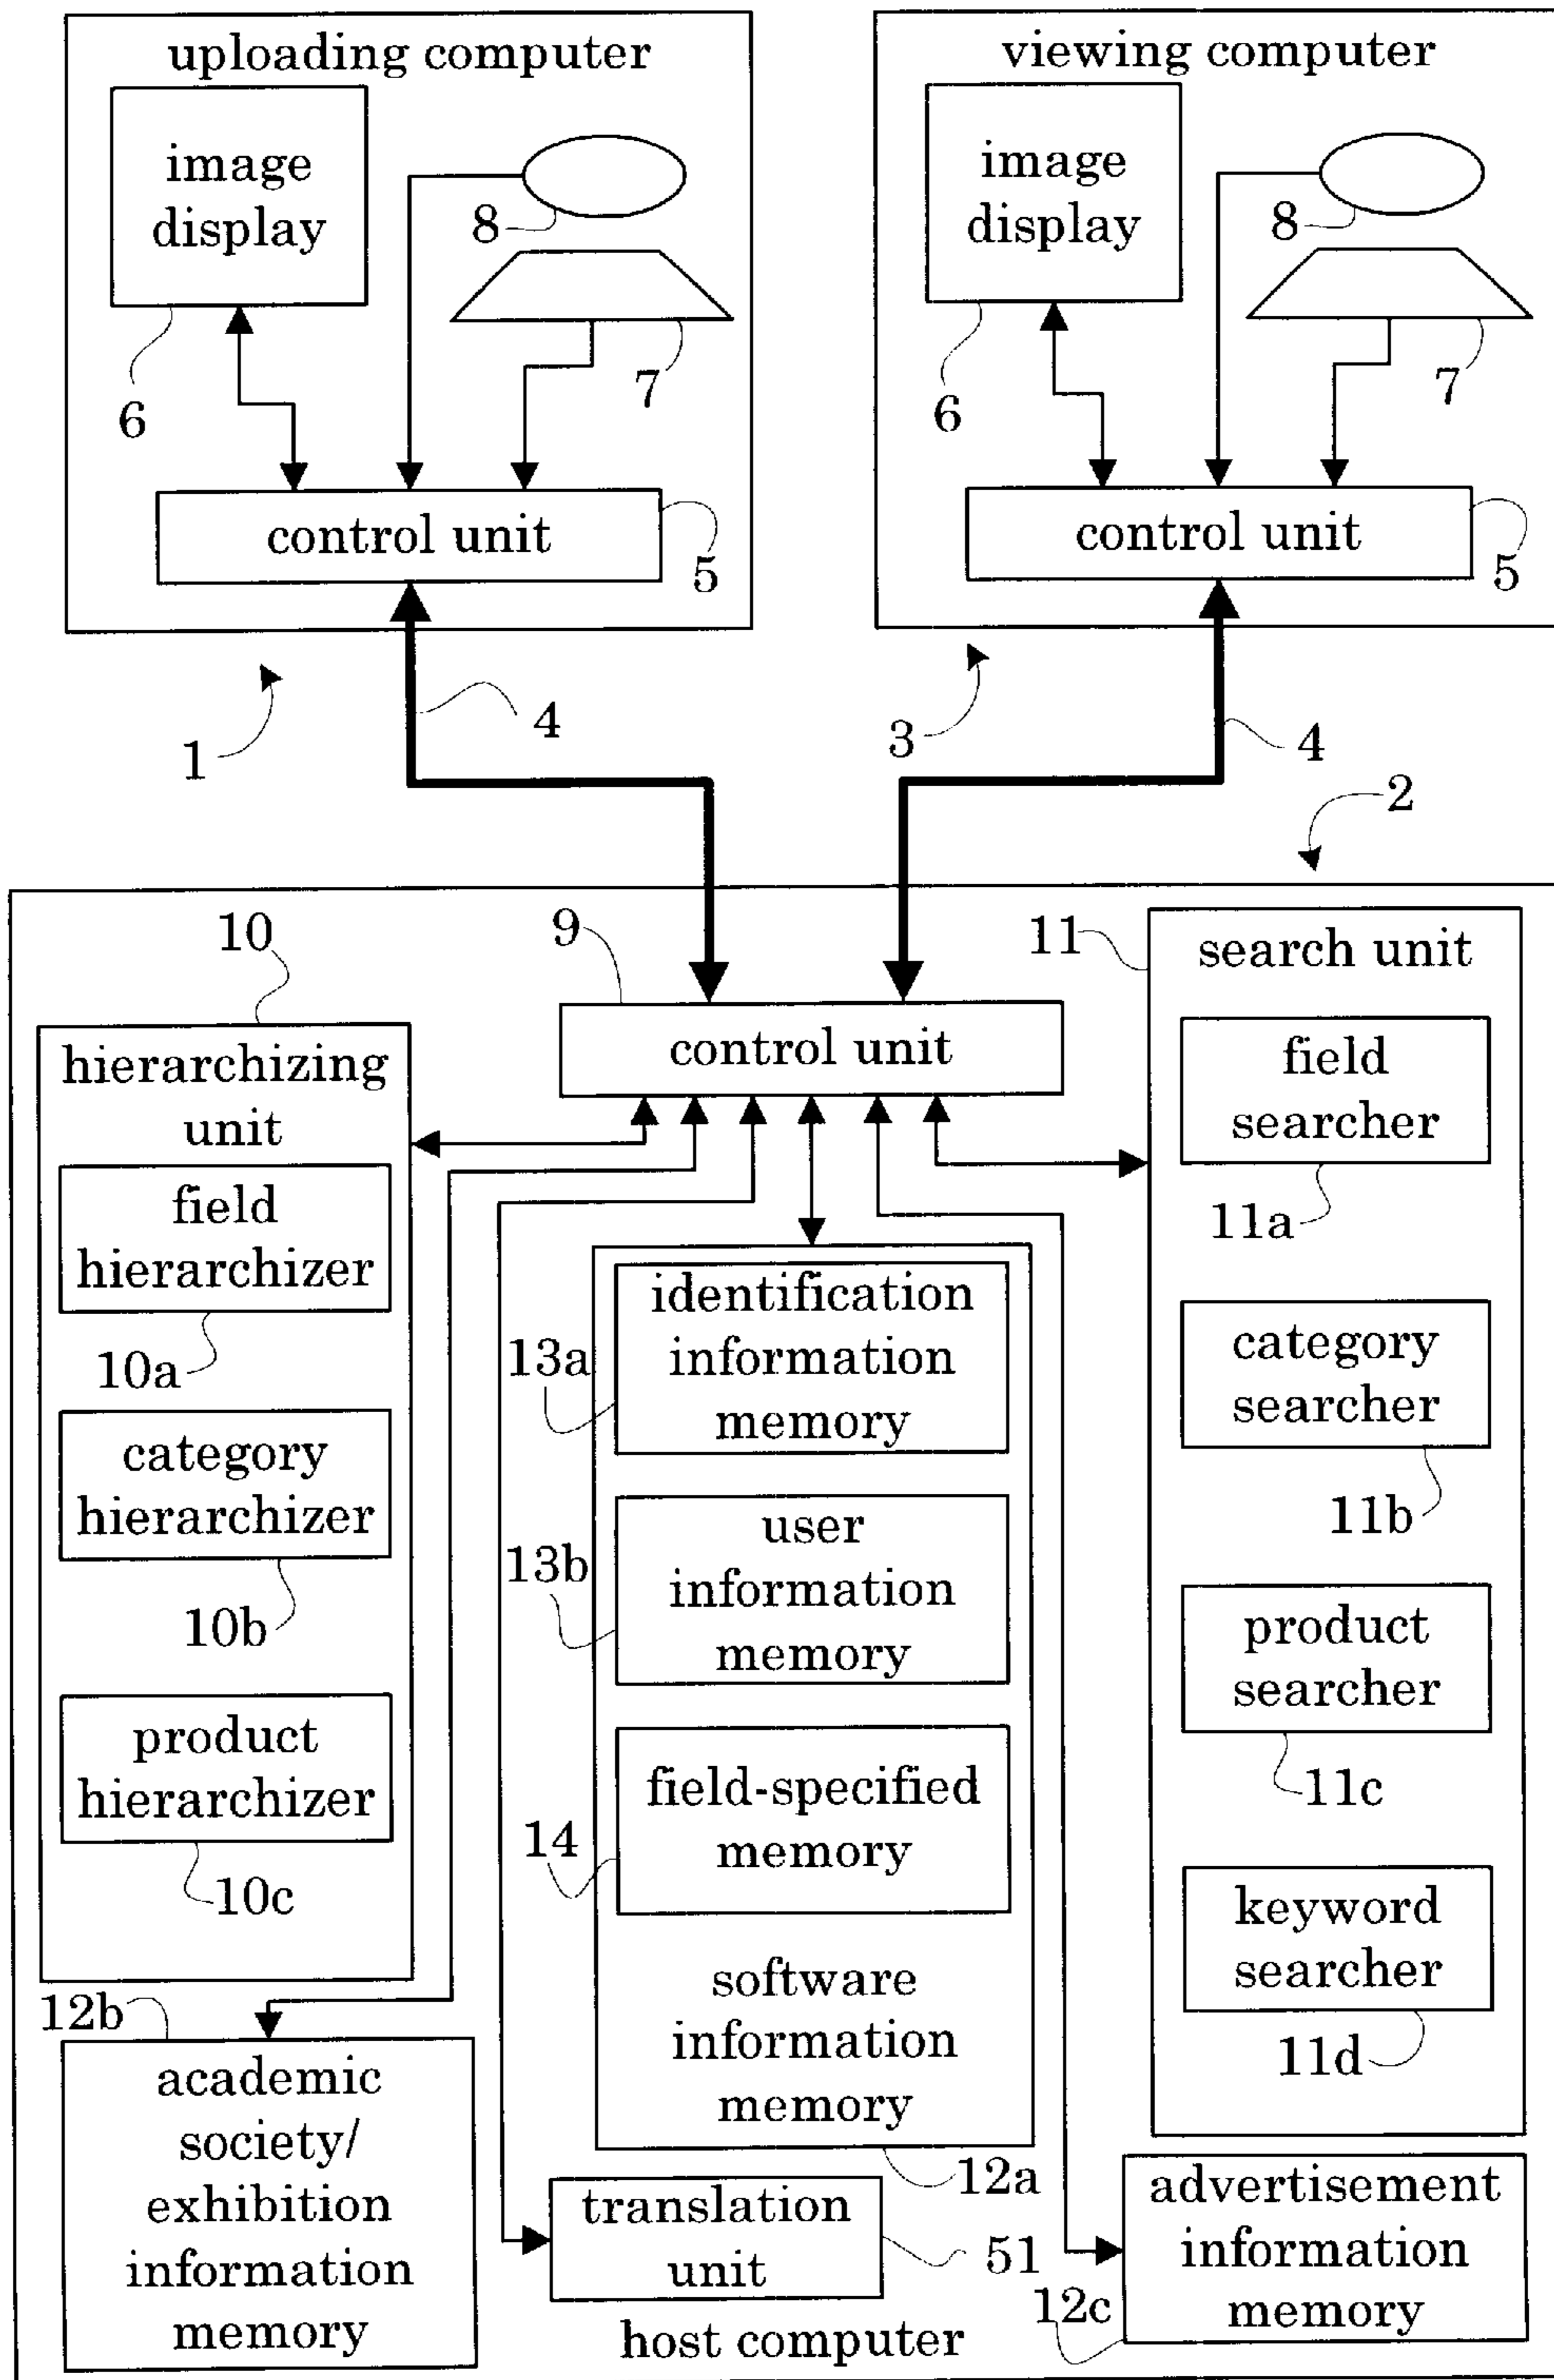 uploading computer
image
display
8
7
6
control unit
5
4
1
viewing computer
image
display
8
7
6
control unit
5
3
4
2
10
hierarchizing
unit
field
hierarchizer
10a
category
hierarchizer
10b
product
hierarchizer
10c
9
control unit
13a
identification
information
memory
13b
user
information
memory
14
field-specified
memory
software
information
memory
12a
11
search unit
field
searcher
11a
category
searcher
11b
product
searcher
11c
keyword
searcher
11d
12b
academic
society/
exhibition
information
memory
translation
unit
51
host computer
12c
advertisement
information
memory